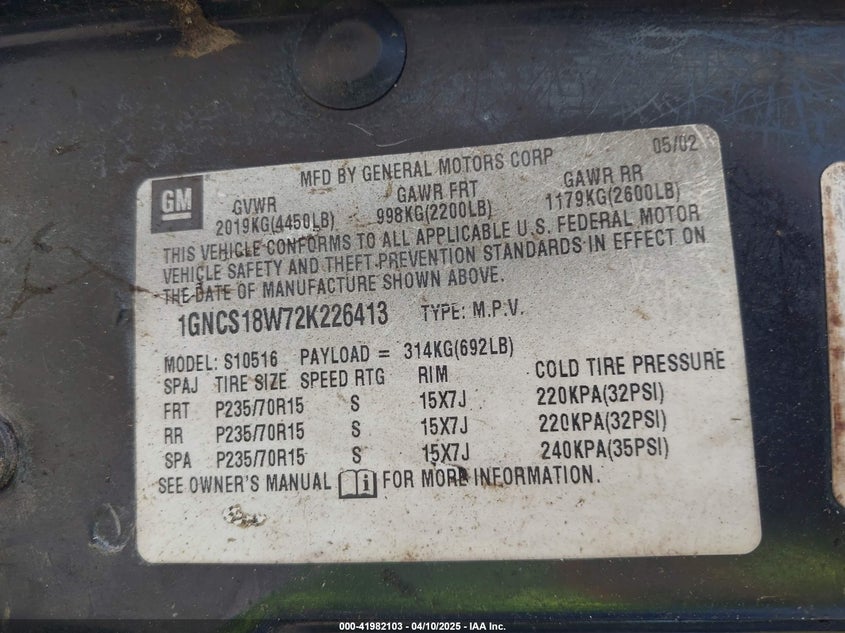 05/02
MFD BY GENERAL MOTORS CORP
GM
GVWR GAWR FRT GAWR RR
2019KG(4450LB) 998KG(2200LB) 1179KG(2600LB)
THIS VEHICLE CONFORMS TO ALL APPLICABLE U.S. FEDERAL MOTOR
VEHICLE SAFETY AND THEFT PREVENTION STANDARDS IN EFFECT ON
THE DATE OF MANUFACTURE SHOWN ABOVE.
1GNCS18W72K226413 TYPE: M.P.V.
MODEL: S10516 PAYLOAD = 314KG(692LB)
SPAJ TIRE SIZE SPEED RTG RIM COLD TIRE PRESSURE
FRT P235/70R15 S 15X7J 220KPA(32PSI)
RR P235/70R15 S 15X7J 220KPA(32PSI)
SPA P235/70R15 S 15X7J 240KPA(35PSI)
SEE OWNER'S MANUAL i FOR MORE INFORMATION.
000-41982103 - 04/10/2025 - IAA Inc.